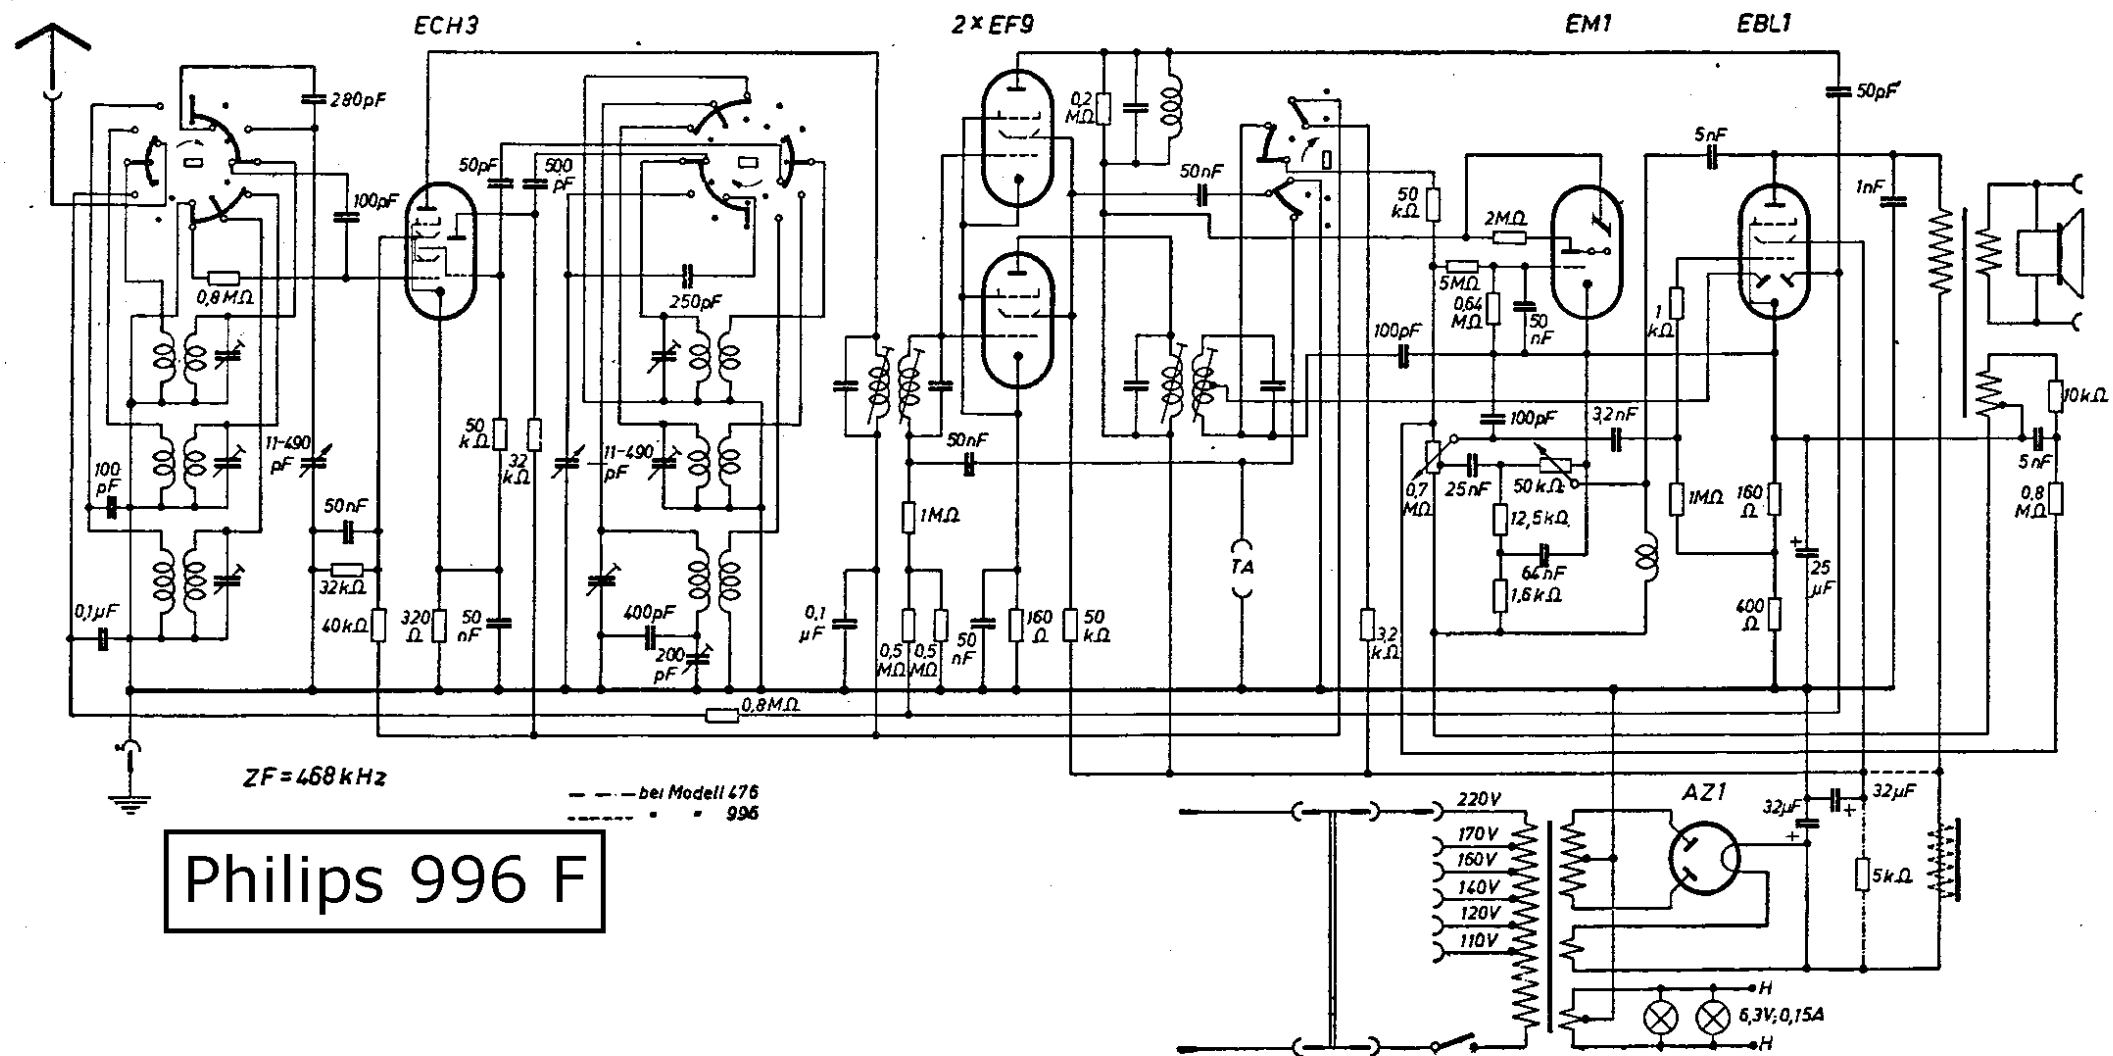 ECH3
2×EF9
EM1
EBL1
280pF
0,2
MΩ
50pF
5nF
50pF
500
pF
50nF
1nF
100pF
50
kΩ
2MΩ
0,8MΩ
250pF
5MΩ
0,64
MΩ
50
nF
1
kΩ
100pF
10kΩ
100pF
3,2nF
11-490
pF
50
kΩ
32
kΩ
11-490
pF
50nF
5nF
100
pF
0,7
MΩ
25nF
50kΩ
1MΩ
160
Ω
0,8
MΩ
50nF
1MΩ
12,5kΩ
TA
+
25
µF
32kΩ
64nF
1,6kΩ
0,1µF
40kΩ
320
Ω
50
nF
400pF
0,1
µF
160
Ω
50
kΩ
400
Ω
200
pF
0,5
MΩ
0,5
MΩ
50
nF
3,2
kΩ
0,8MΩ
ZF=468kHz
bei Modell 476
" " 996
Philips 996 F
220V
170V
160V
140V
120V
110V
AZ1
32µF
+
32µF
+
5kΩ
H
6,3V;0,15A
H